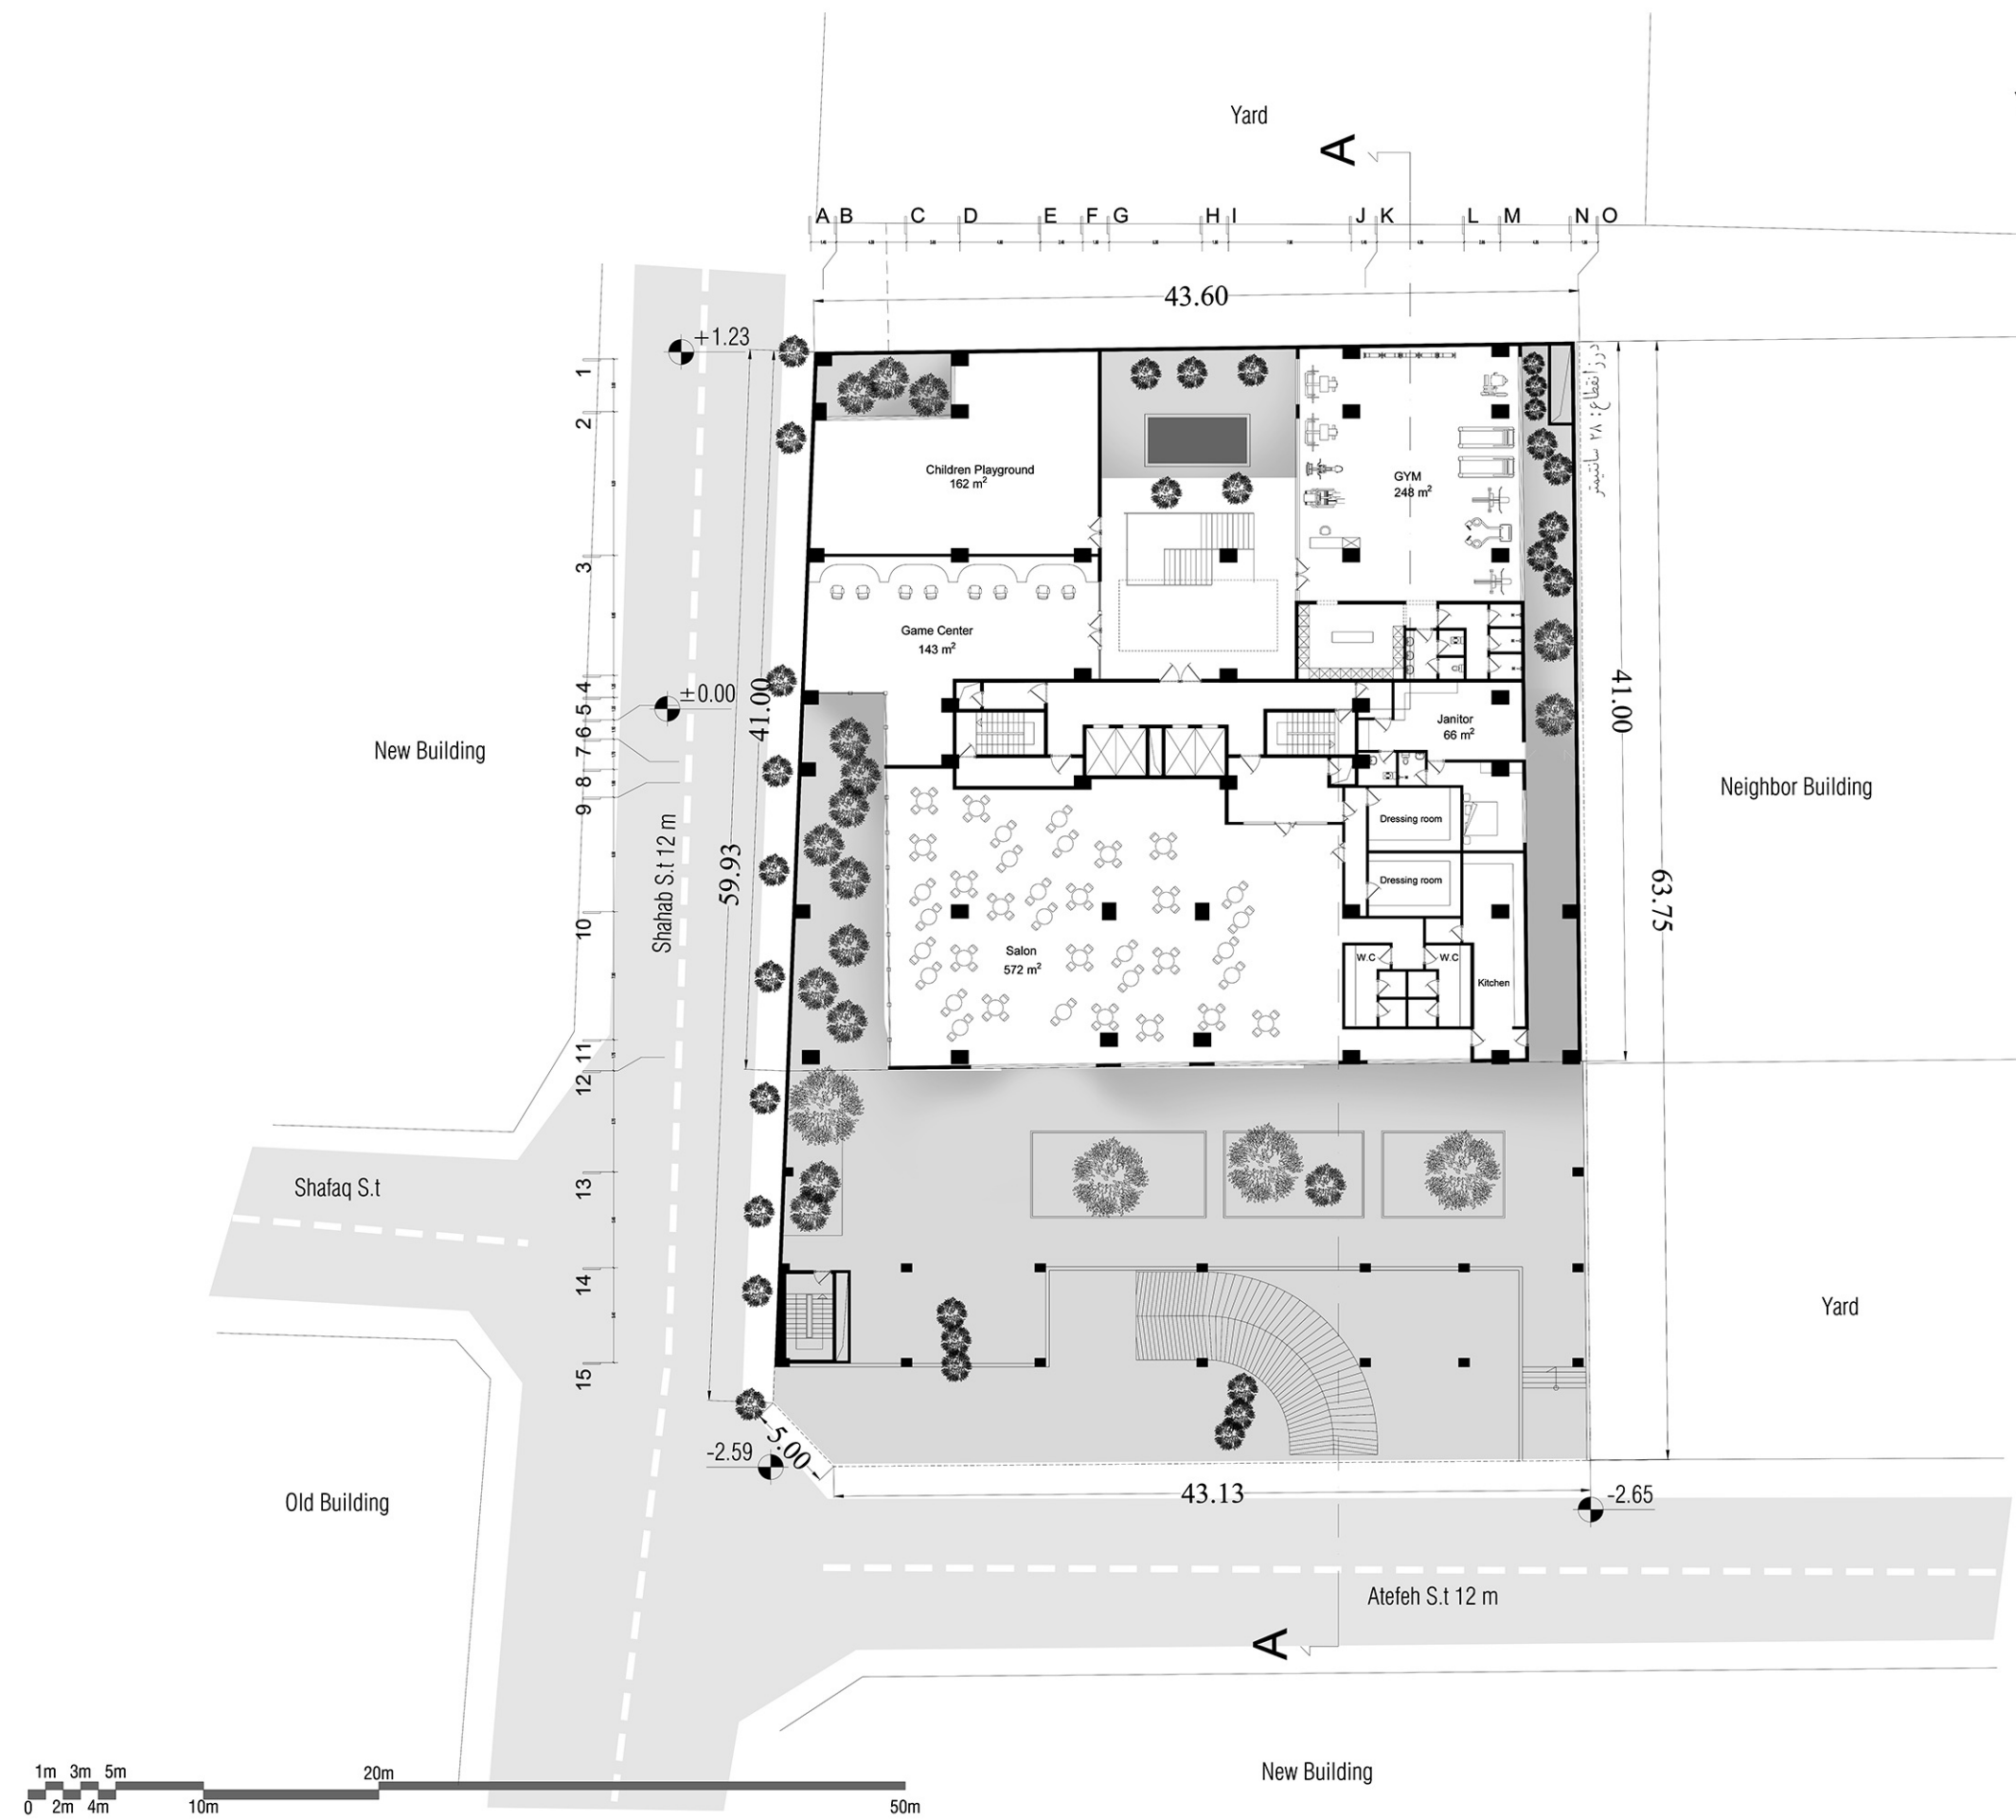 Yard
A
A B C D E F G H I J K L M N O
43.60
+1.23
1
2
3
4
5
6
7
8
9
10
11
12
13
14
15
درز انقطاع: ۲۸ سانتیمتر
Children Playground
162 m²
GYM
248 m²
Game Center
143 m²
±0.00
41.00
59.93
Shahab S.t 12 m
New Building
Janitor
66 m²
41.00
63.75
Neighbor Building
Dressing room
Dressing room
Salon
572 m²
W.C
W.C
Kitchen
Shafaq S.t
Yard
-2.59
5.00
43.13
-2.65
Old Building
Atefeh S.t 12 m
A
New Building
1m 3m 5m 20m
0 2m 4m 10m 50m